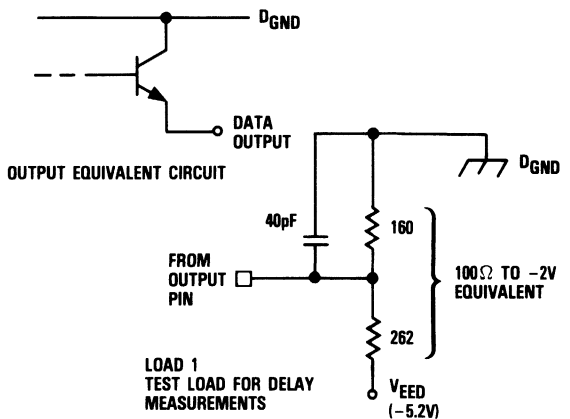 DGND
DATA
OUTPUT
OUTPUT EQUIVALENT CIRCUIT
DGND
40pF
160
FROM
OUTPUT
PIN
100Ω TO −2V
EQUIVALENT
262
LOAD 1
TEST LOAD FOR DELAY
MEASUREMENTS
VEED
(−5.2V)